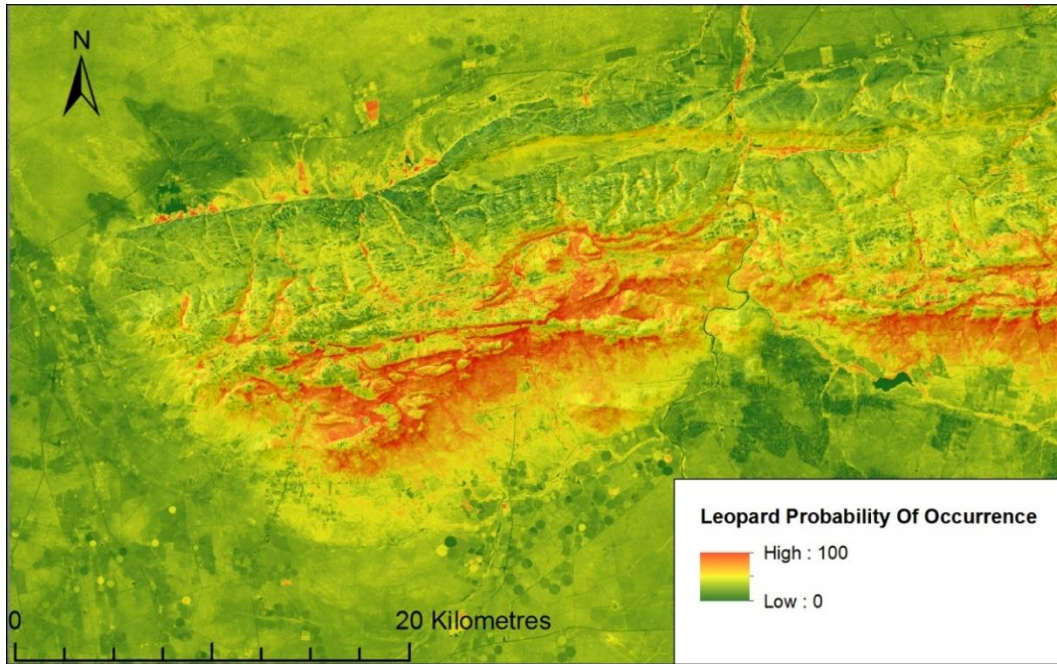 N
Leopard Probability Of Occurrence
High : 100
Low : 0
0 20 Kilometres